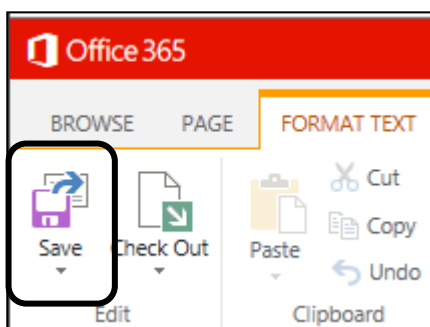 Office 365
BROWSE PAGE FORMAT TEXT
Save
Check Out
Paste
Cut
Copy
Undo
Edit
Clipboard